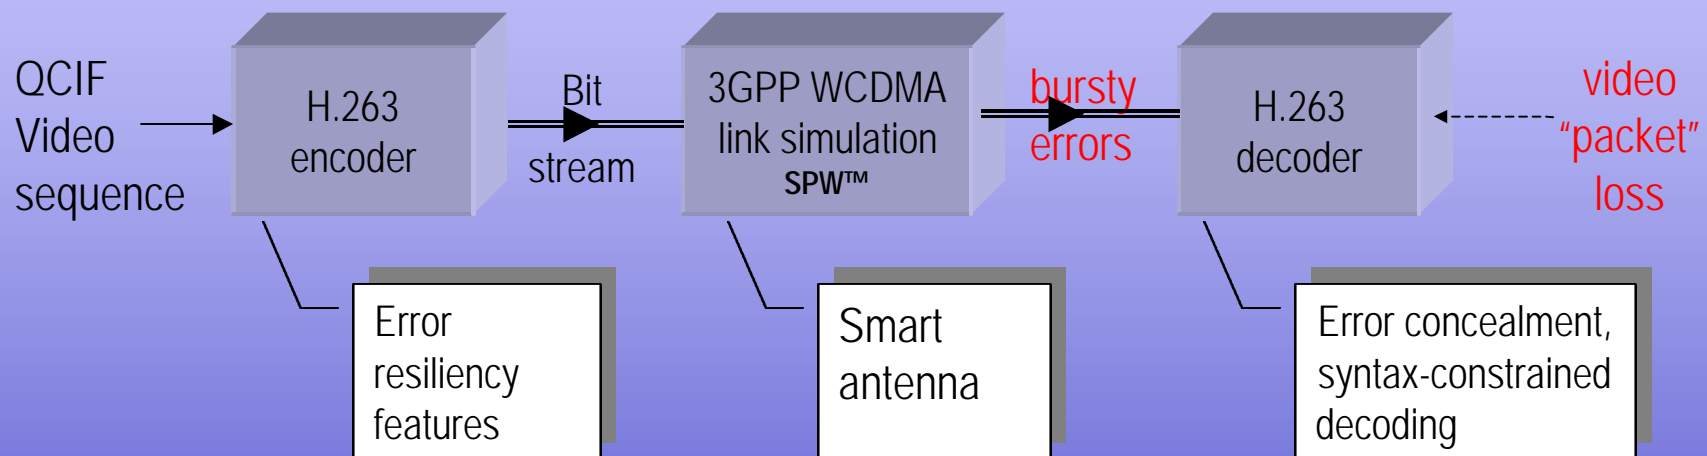 QCIF
Video
sequence
H.263
encoder
Bit
stream
3GPP WCDMA
link simulation
SPW™
bursty
errors
H.263
decoder
video
"packet"
loss
Error
resiliency
features
Smart
antenna
Error concealment,
syntax-constrained
decoding